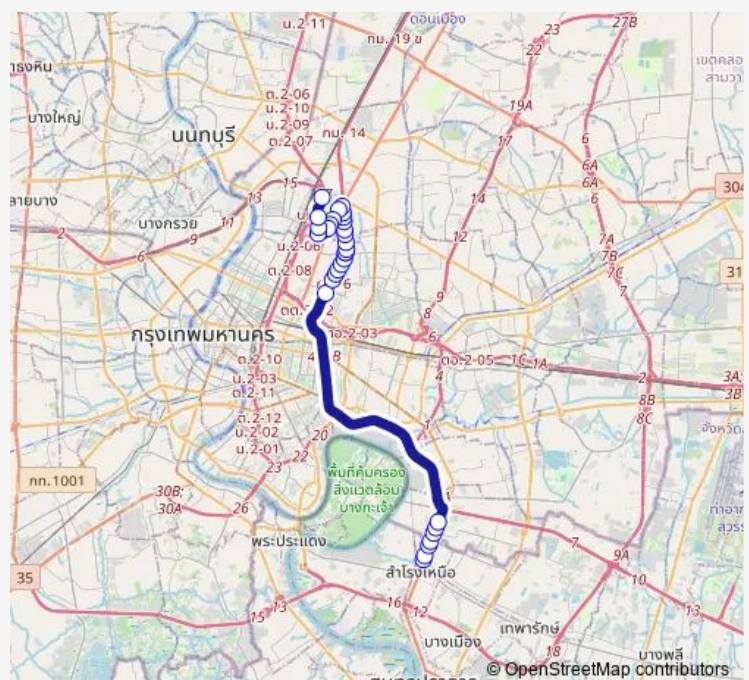 น.2-11
กม. 19 ข
ดอนเมือง
23
22
27B
เขตคลอง
สามวา
บางใหญ่
ต.2-06
น.2-10
น.2-09
ต.2-07
กม. 14
19A
17
6
นนทบุรี
6A
6A
6
304
15
13
14
บางกรวย
11
9
2
6
12
7A
7B
7C
7
31
น.2-06
น.2-08
9
8
6
กรุงเทพมหานคร
ตอ.2-03
ตอ.2-05
1C
1A
4
2
3A;
3B
ต.2-10
น.2-03
ต.2-11
8B
8C
ต.2-12
น.2-02
น.2-01
20
1
22
23
กท.1001
30B;
30A
26
พื้นที่คุ้มครอง
สิ่งแวดล้อม
บางกะเจ้า
พระประแดง
7
9A
10
13
35
สำโรงเหนือ
15
13
16
12
เทพารักษ์
บางเมือง
18
บางพลี
© OpenStreetMap contributors